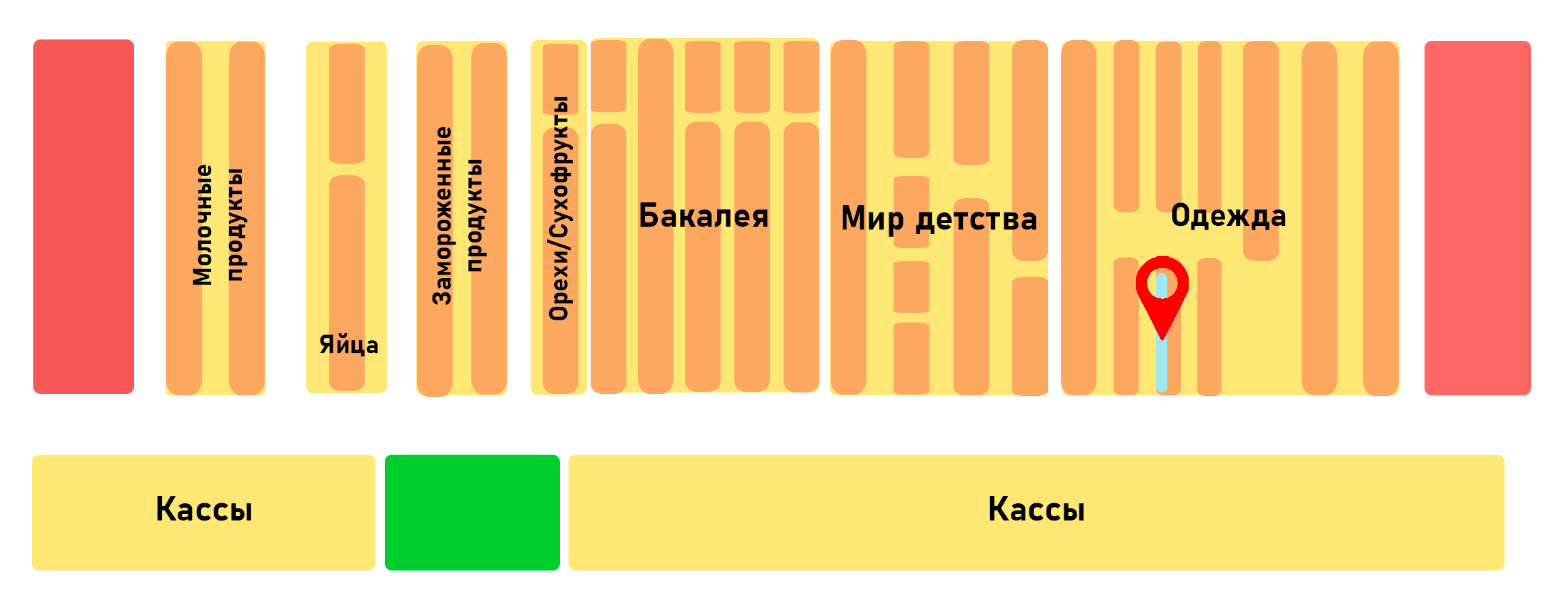 Молочные
продукты
Яйца
Замороженные
продукты
Орехи/Сухофрукты
Бакалея
Мир детства
Одежда
Кассы
Кассы